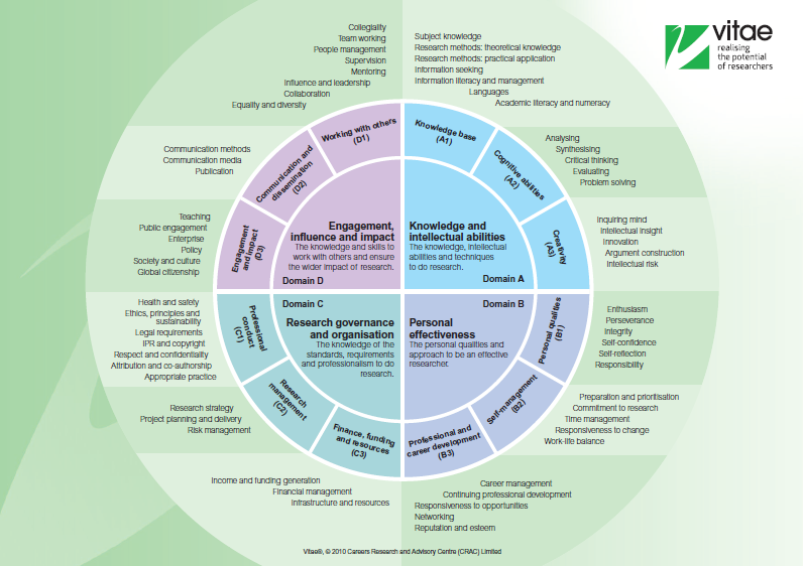 vitae
realising
the potential
of researchers
Collegiality
Team working
People management
Supervision
Mentoring
Influence and leadership
Collaboration
Equality and diversity
Subject knowledge
Research methods: theoretical knowledge
Research methods: practical application
Information seeking
Information literacy and management
Languages
Academic literacy and numeracy
Working with others
(D1)
Knowledge base
(A1)
Communication methods
Communication media
Publication
Communication and
dissemination
(D2)
Cognitive abilities
(A2)
Analysing
Synthesising
Critical thinking
Evaluating
Problem solving
Teaching
Public engagement
Enterprise
Policy
Society and culture
Global citizenship
Engagement
and impact
(D3)
Engagement,
influence and impact
The knowledge and skills to
work with others and ensure
the wider impact of research.
Domain D
Knowledge and
intellectual abilities
The knowledge, intellectual
abilities and techniques
to do research.
Domain A
Creativity
(A3)
Inquiring mind
Intellectual insight
Innovation
Argument construction
Intellectual risk
Health and safety
Ethics, principles and
sustainability
Legal requirements
IPR and copyright
Respect and confidentiality
Attribution and co-authorship
Appropriate practice
Professional
conduct
(C1)
Domain C
Research governance
and organisation
The knowledge of the
standards, requirements
and professionalism to do
research.
Domain B
Personal
effectiveness
The personal qualities and
approach to be an effective
researcher.
Personal qualities
(B1)
Enthusiasm
Perseverance
Integrity
Self-confidence
Self-reflection
Responsibility
Research strategy
Project planning and delivery
Risk management
Research
management
(C2)
Self-management
(B2)
Preparation and prioritisation
Commitment to research
Time management
Responsiveness to change
Work-life balance
Finance, funding
and resources
(C3)
Professional and
career development
(B3)
Income and funding generation
Financial management
Infrastructure and resources
Career management
Continuing professional development
Responsiveness to opportunities
Networking
Reputation and esteem
Vitae®, © 2010 Careers Research and Advisory Centre (CRAC) Limited